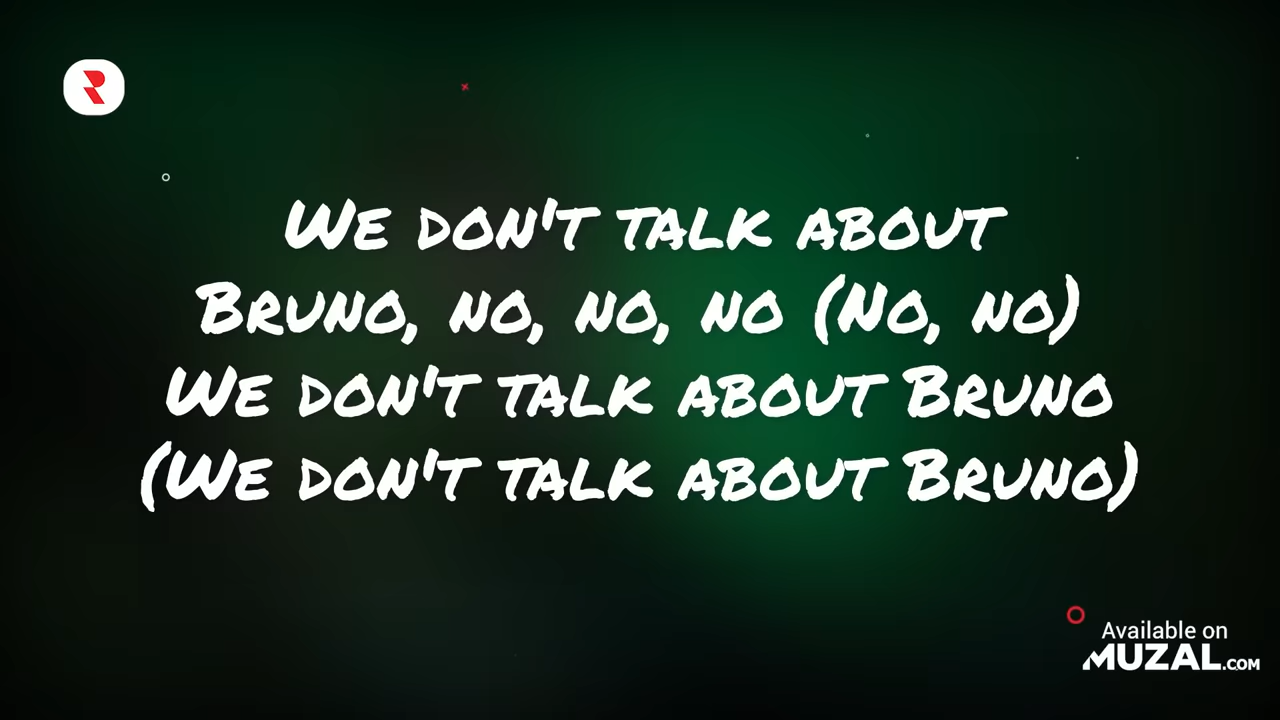 We don't talk about
Bruno, no, no, no (No, no)
We don't talk about Bruno
(We don't talk about Bruno)
Available on
MUZAL.COM